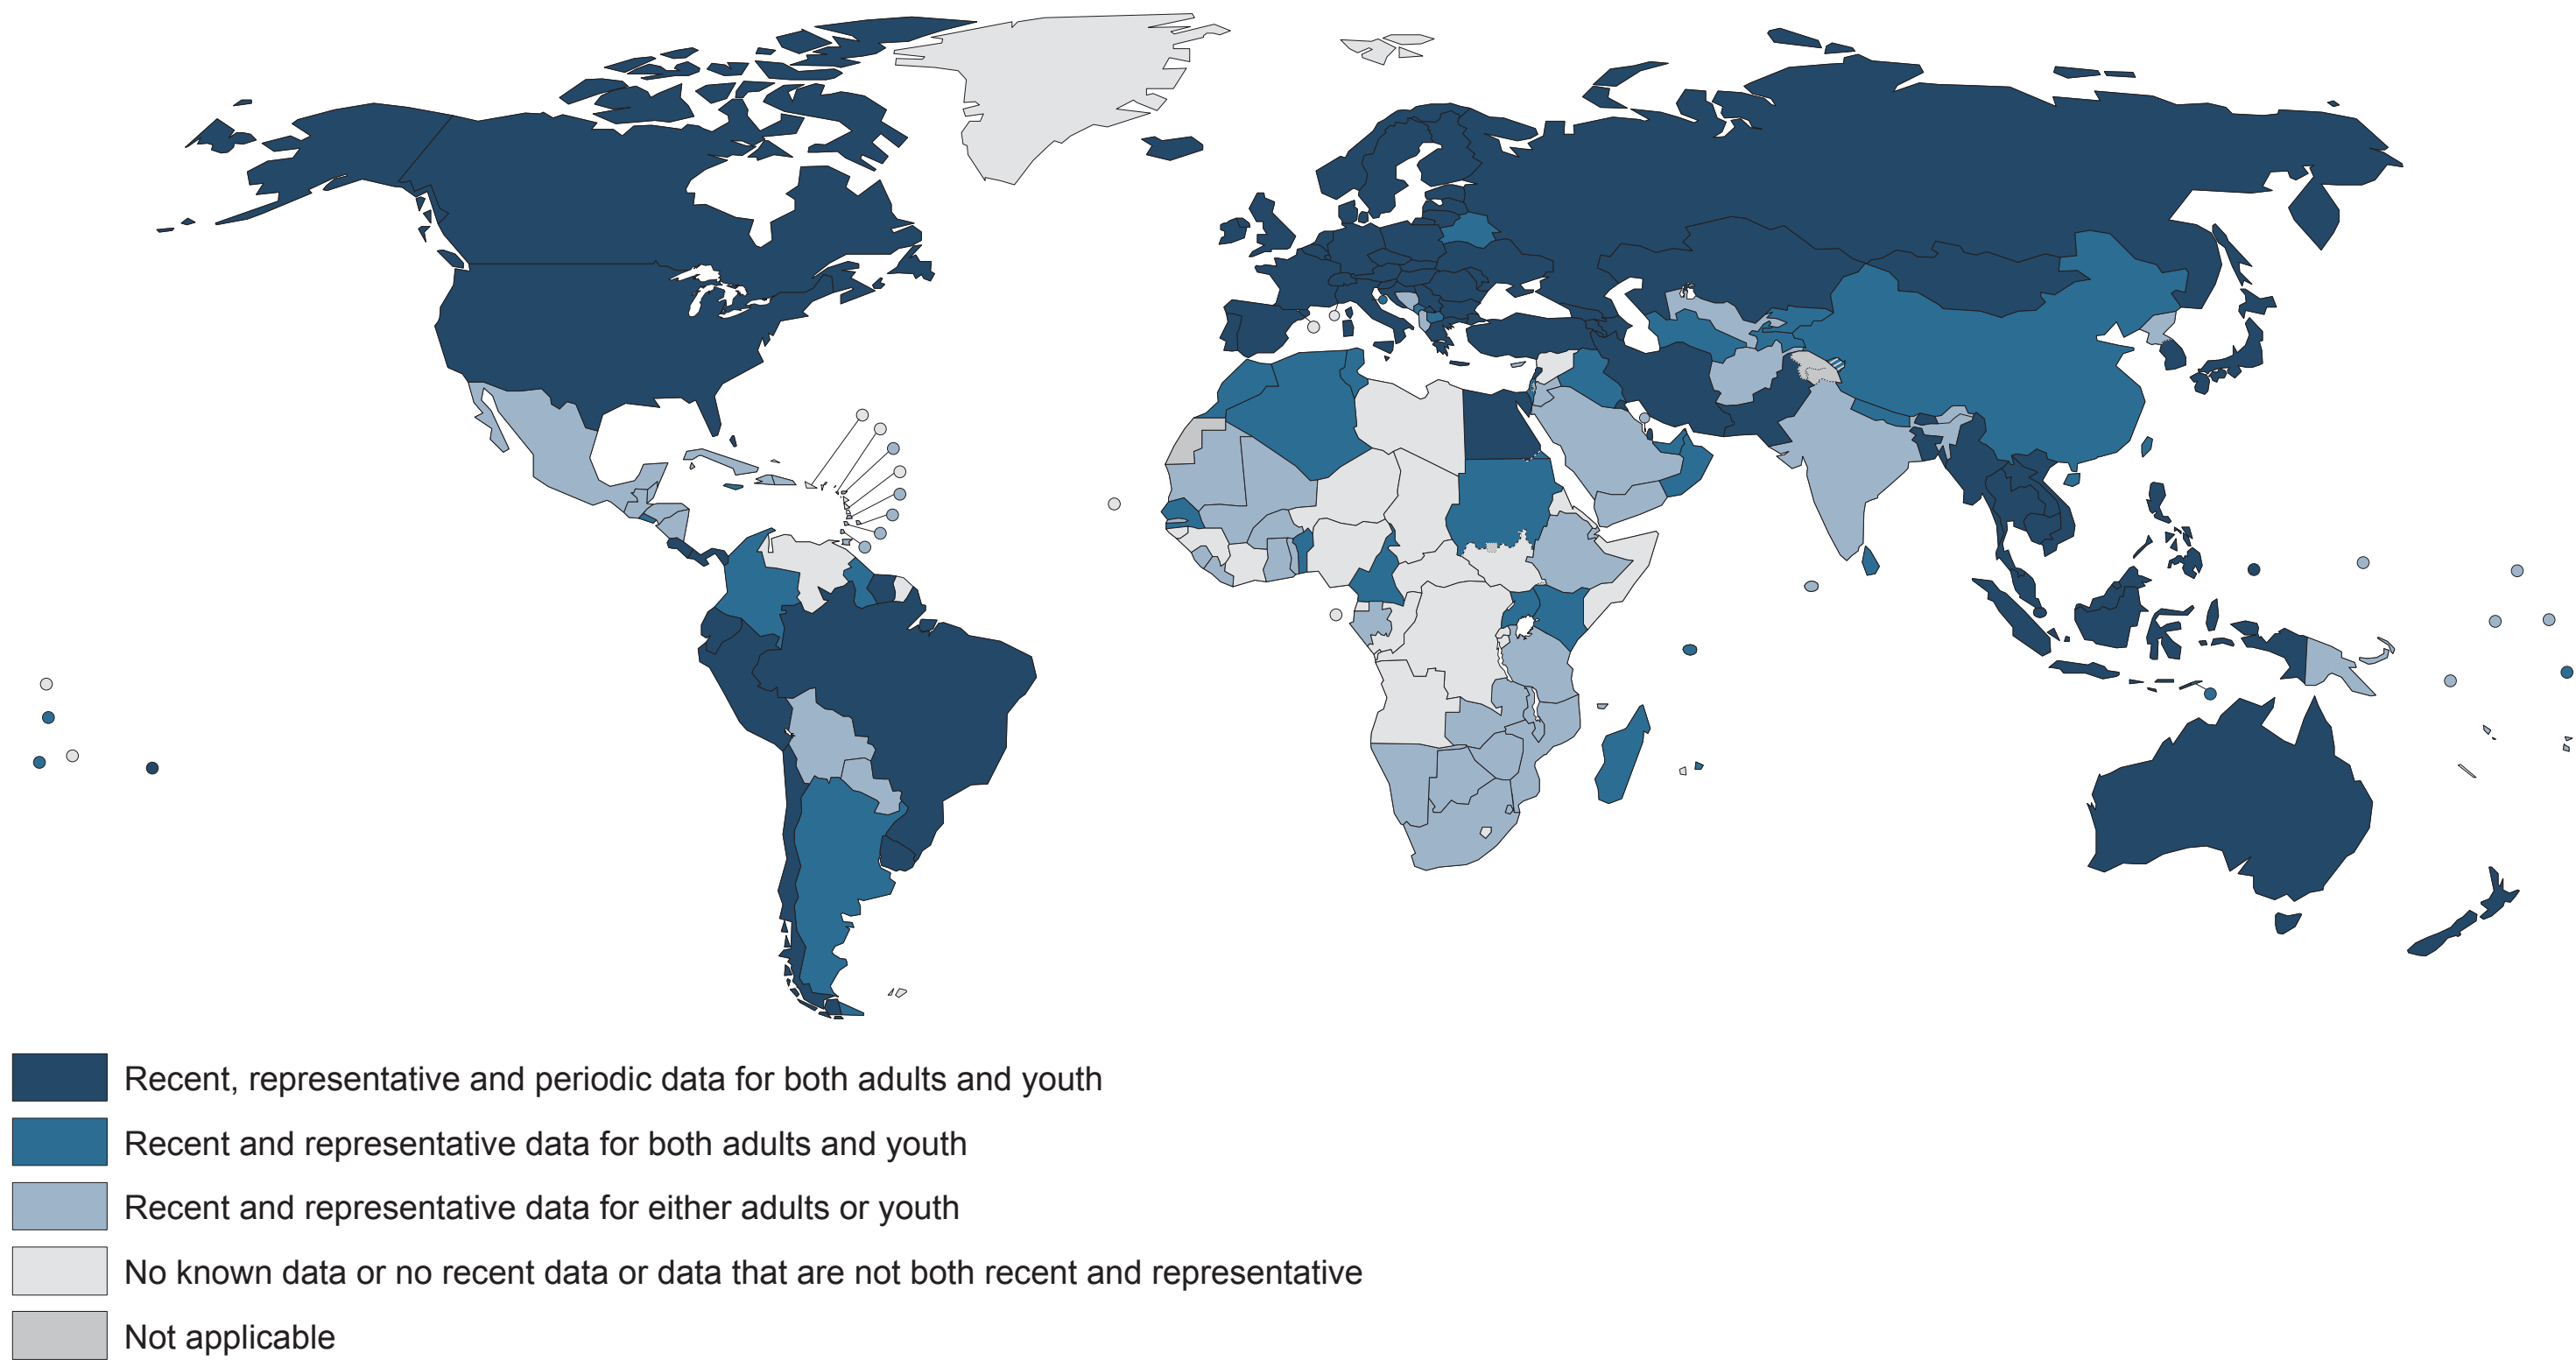 Recent, representative and periodic data for both adults and youth
Recent and representative data for both adults and youth
Recent and representative data for either adults or youth
No known data or no recent data or data that are not both recent and representative
Not applicable